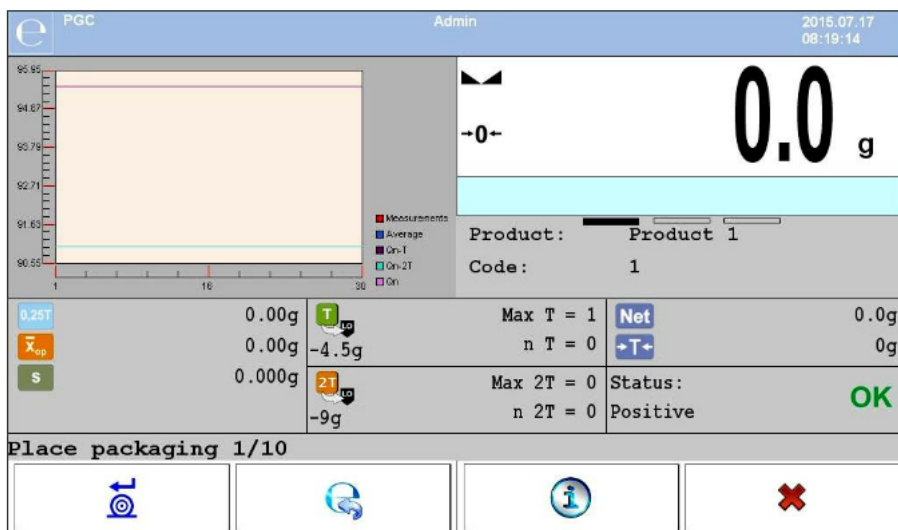 e PGC Admin 2015.07.17
08:19:14
95.95
94.87
93.79
92.71
91.63
90.55
1 16 30
Measurements
Average
Qn-T
Qn-2T
Qn
→0←
0.0 g
Product: Product 1
Code: 1
0,25T 0.00g
X̅op 0.00g
S 0.000g
T LO
-4.5g
Max T = 1
n T = 0
2T LO
-9g
Max 2T = 0
n 2T = 0
Net 0.0g
→T← 0g
Status:
Positive OK
Place packaging 1/10